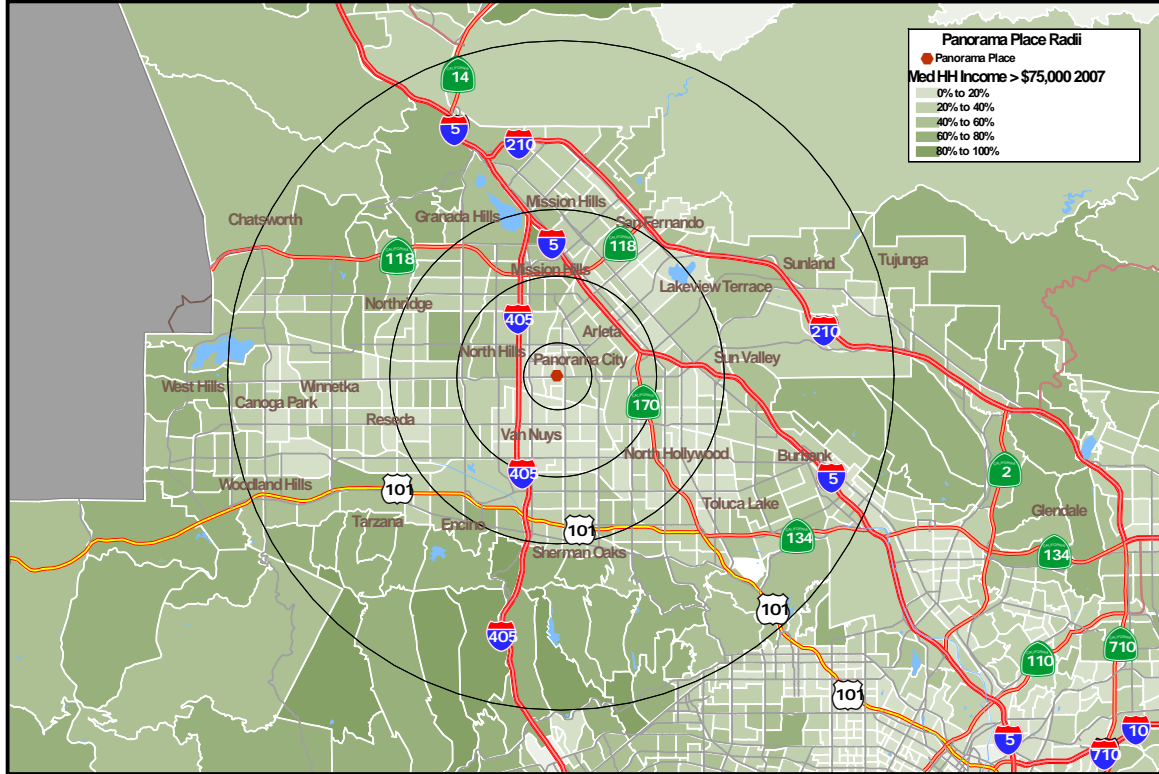 Panorama Place Radii
Panorama Place
Med HH Income > $75,000 2007
0% to 20%
20% to 40%
40% to 60%
60% to 80%
80% to 100%
14
5
210
Mission Hills
Chatsworth
Granada Hills
San Fernando
118
5
118
Mission Hills
Sunland
Tujunga
Lakeview Terrace
Northridge
405
Arleta
210
North Hills
Panorama City
Sun Valley
West Hills
Winnetka
Canoga Park
170
Reseda
Van Nuys
North Hollywood
Burbank
405
5
2
Woodland Hills
101
Toluca Lake
Glendale
Tarzana
Encino
101
134
134
Sherman Oaks
101
405
710
110
101
5
10
710